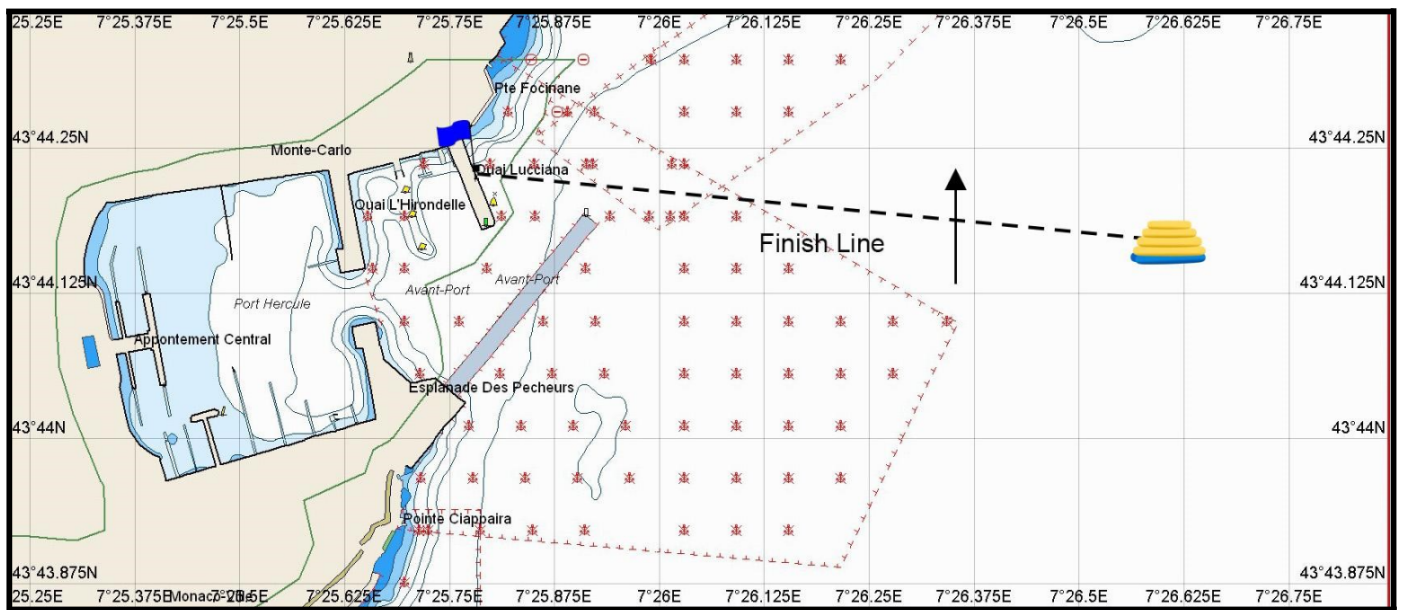 25.25E 7°25.375E 7°25.5E 7°25.625E 7°25.75E 7°25.875E 7°26E 7°26.125E 7°26.25E 7°26.375E 7°26.5E 7°26.625E 7°26.75E
Pte Focinane
43°44.25N 43°44.25N
Monte-Carlo
Quai Lucciana
Quai L'Hirondelle
Finish Line
43°44.125N 43°44.125N
Avant-Port
Avant-Port
Port Hercule
Appontement Central
Esplanade Des Pecheurs
43°44N 43°44N
Pointe Ciappaira
43°43.875N 43°43.875N
25.25E 7°25.375E 7°25.5E 7°25.625E 7°25.75E 7°25.875E 7°26E 7°26.125E 7°26.25E 7°26.375E 7°26.5E 7°26.625E 7°26.75E